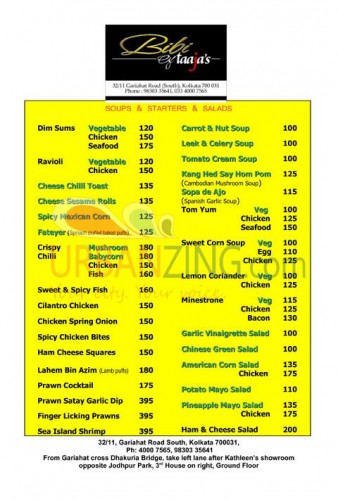 Bibi
@ taaja's
32/11 Gariahat Road (South), Kolkata 700 031
Phone : 98303 35641, 033 4000 7565
SOUPS & STARTERS & SALADS
Dim Sums Vegetable 120
Chicken 150
Seafood 175
Ravioli Vegetable 120
Chicken 150
Cheese Chilli Toast 135
Cheese Sesame Rolls 135
Spicy Mexican Corn 125
Fatayer (Spinach stuffed baked puffs) 125
Crispy Mushroom 180
Chilli Babycorn 180
Chicken 150
Fish 160
Sweet & Spicy Fish 160
Cilantro Chicken 150
Chicken Spring Onion 150
Spicy Chicken Bites 150
Ham Cheese Squares 150
Lahem Bin Azim (Lamb puffs) 180
Prawn Cocktail 175
Prawn Satay Garlic Dip 395
Finger Licking Prawns 395
Sea Island Shrimp 395
Carrot & Nut Soup 100
Leek & Celery Soup 100
Tomato Cream Soup 100
Kang Hed Say Hom Pom 125
(Cambodian Mushroom Soup)
Sopa de Ajo 115
(Spanish Garlic Soup)
Tom Yum Veg 100
Chicken 125
Seafood 175
Sweet Corn Soup Veg 100
Egg 110
Chicken 125
Lemon Coriander Veg 100
Chicken 125
Minestrone Veg 115
Chicken 125
Bacon 130
Garlic Vinaigrette Salad 100
Chinese Green Salad 100
American Corn Salad 135
Chicken 175
Potato Mayo Salad 110
Pineapple Mayo Salad 135
Chicken 175
Ham & Cheese Salad 200
URBANZING.com
32/11, Gariahat Road South, Kolkata 700031,
Ph: 4000 7565, 98303 35641
From Gariahat cross Dhakuria Bridge, take left lane after Kathleen's showroom
opposite Jodhpur Park, 3rd House on right, Ground Floor